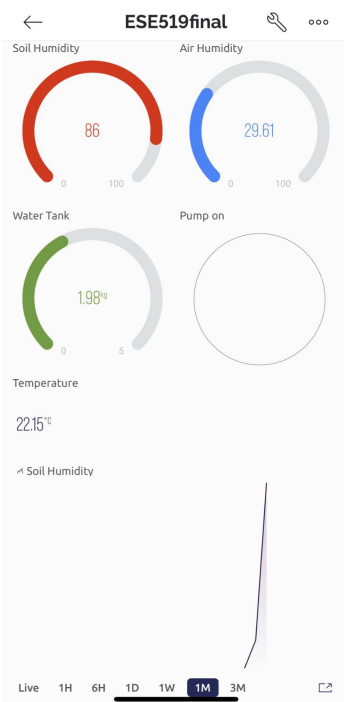 ESE519final
Soil Humidity
Air Humidity
86
29.61
0 100
0 100
Water Tank
Pump on
1.98kg
0 5
Temperature
22.15°C
Soil Humidity
Live 1H 6H 1D 1W 1M 3M